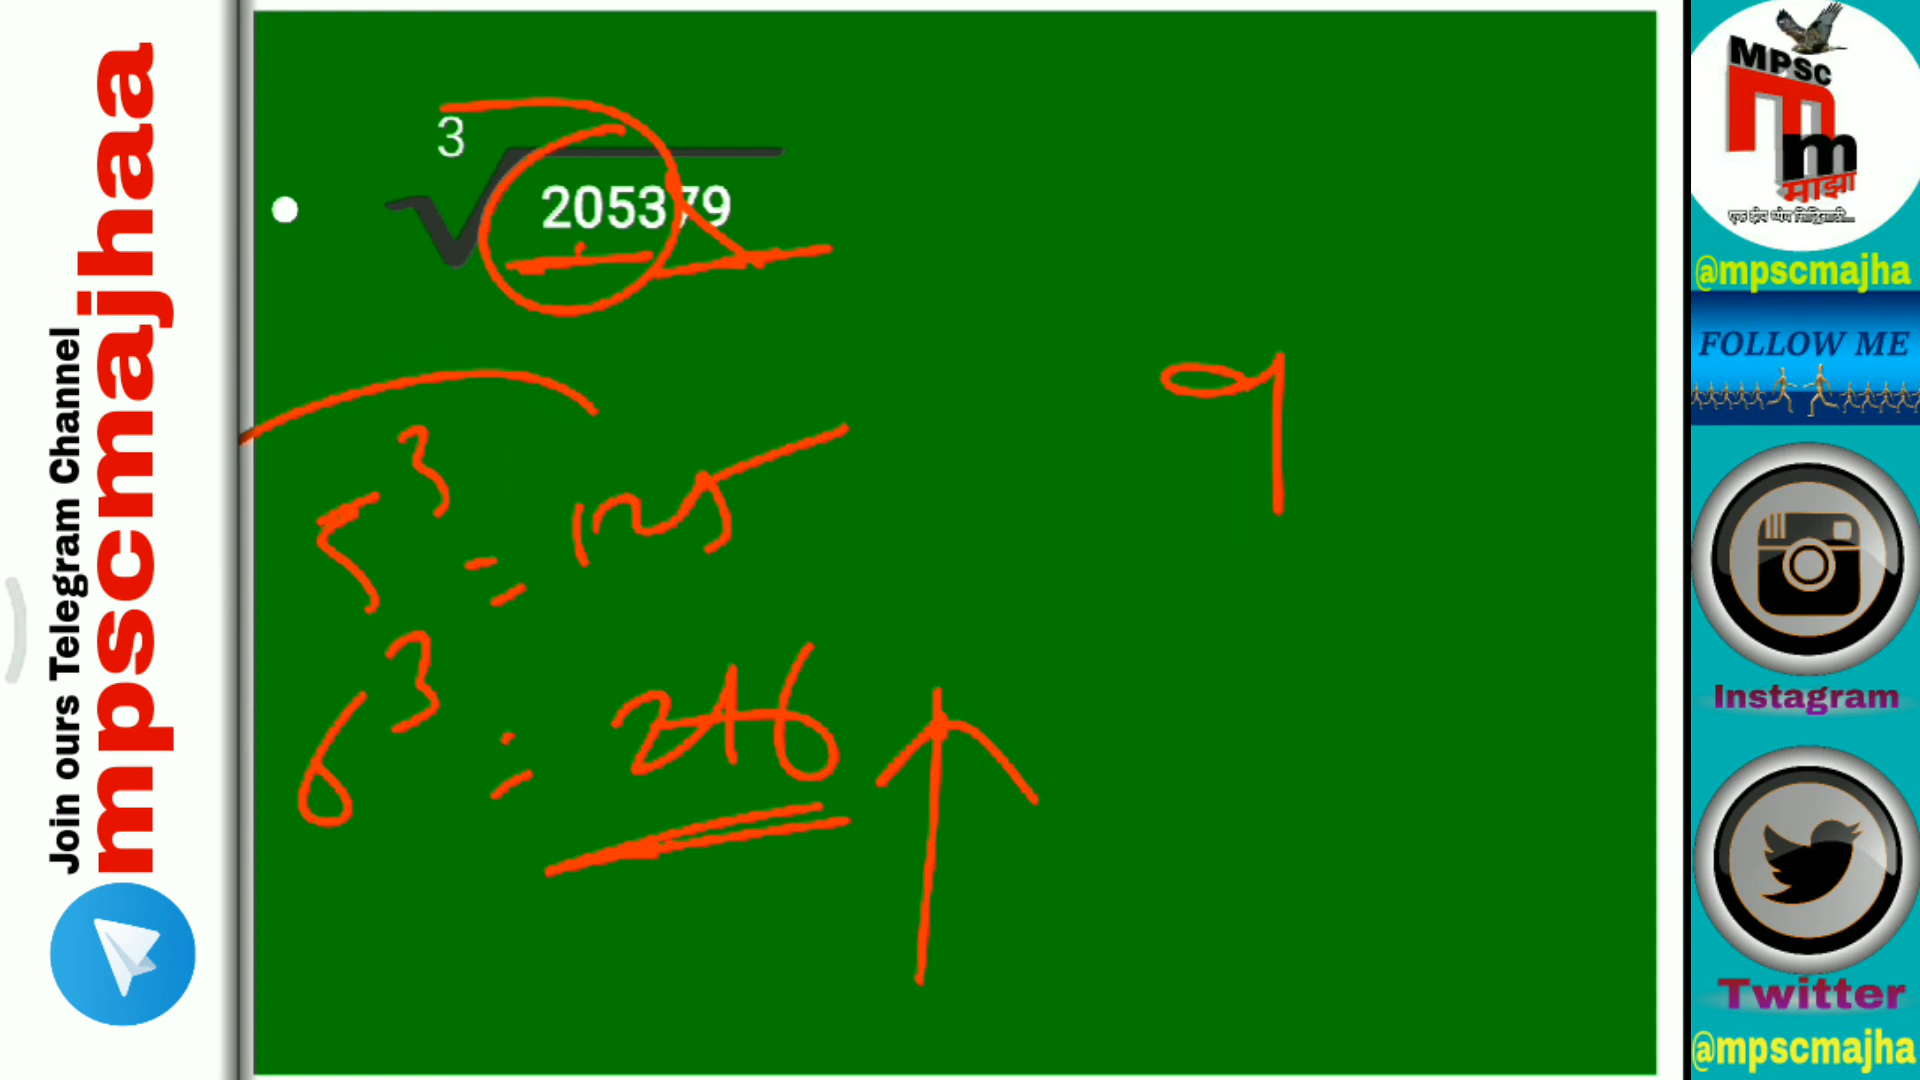 Join ours Telegram Channel
mpscmajhaa
3
√205379
9
5³ = 125
6³ = 216
MPSC
m
माझा
@mpscmajha
FOLLOW ME
Instagram
Twitter
@mpscmajha